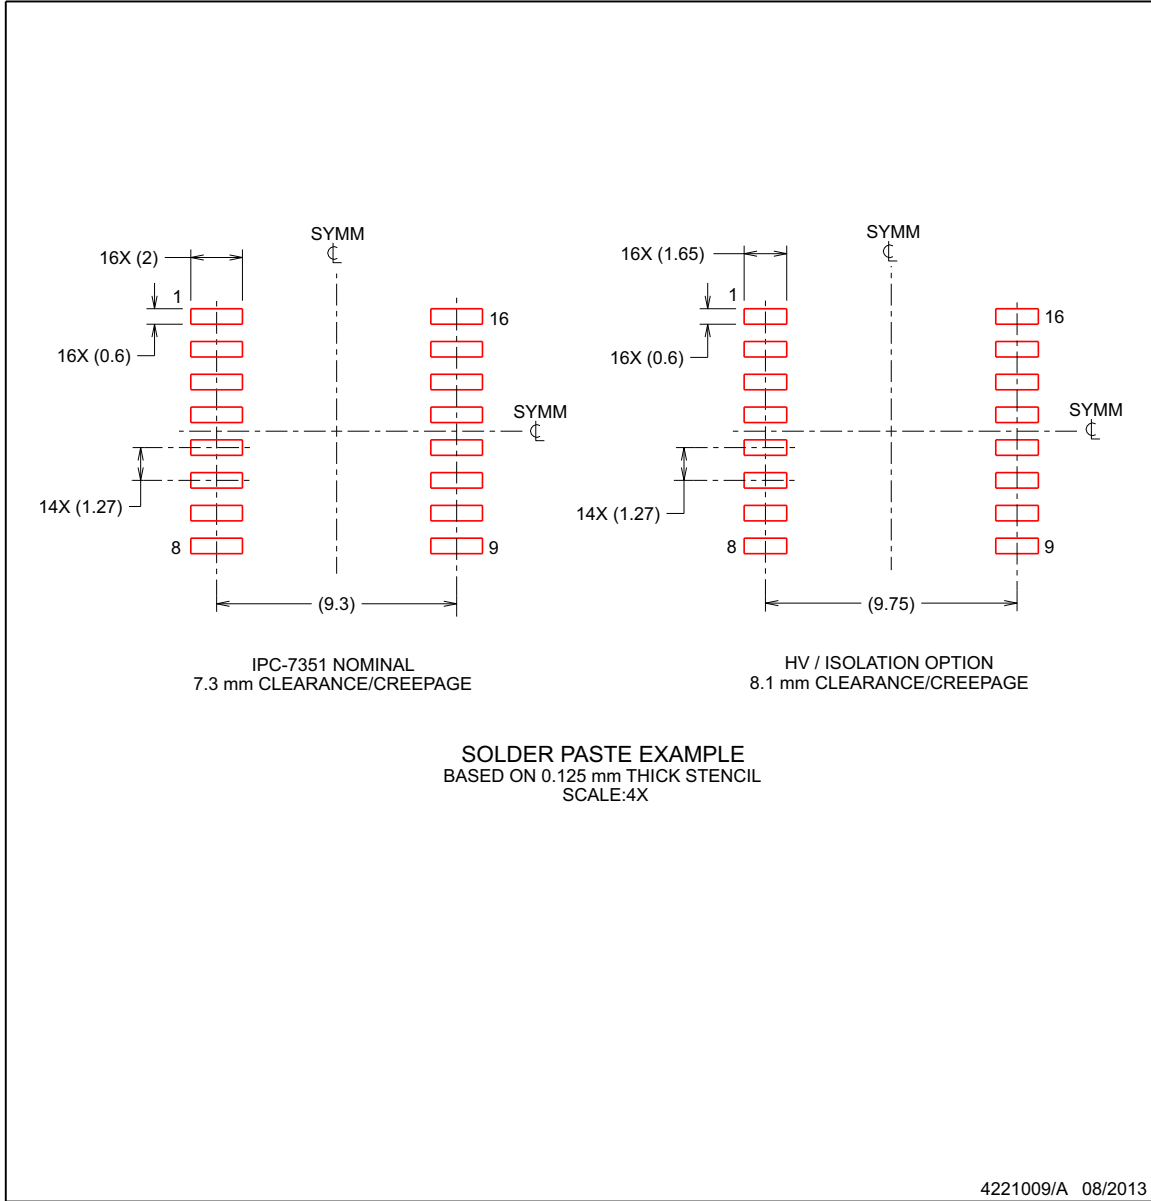 SYMM
℄
16X (2)
1
16
16X (0.6)
SYMM
℄
14X (1.27)
8
9
(9.3)
IPC-7351 NOMINAL
7.3 mm CLEARANCE/CREEPAGE
SYMM
℄
16X (1.65)
1
16
16X (0.6)
SYMM
℄
14X (1.27)
8
9
(9.75)
HV / ISOLATION OPTION
8.1 mm CLEARANCE/CREEPAGE
SOLDER PASTE EXAMPLE
BASED ON 0.125 mm THICK STENCIL
SCALE:4X
4221009/A 08/2013